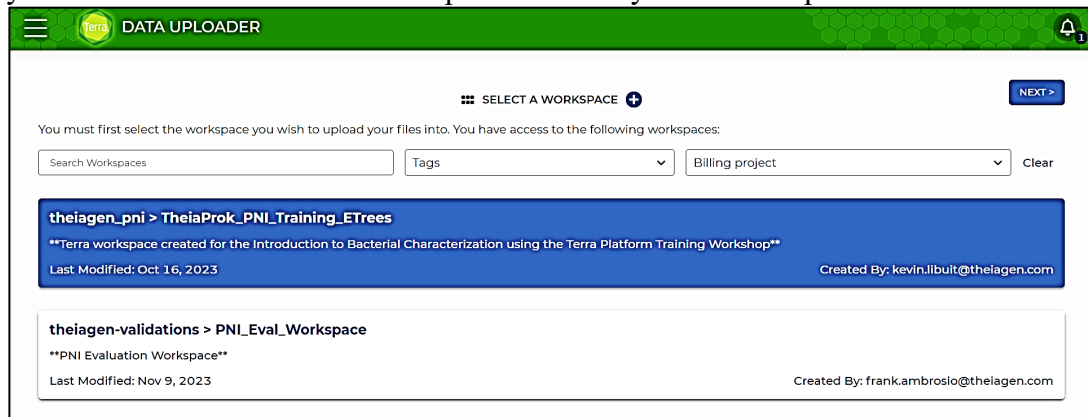 Terra DATA UPLOADER 1
SELECT A WORKSPACE
NEXT >
You must first select the workspace you wish to upload your files into. You have access to the following workspaces:
Search Workspaces Tags Billing project Clear
theiagen_pni > TheiaProk_PNI_Training_ETrees
**Terra workspace created for the Introduction to Bacterial Characterization using the Terra Platform Training Workshop**
Last Modified: Oct 16, 2023 Created By: kevin.libuit@theiagen.com
theiagen-validations > PNI_Eval_Workspace
**PNI Evaluation Workspace**
Last Modified: Nov 9, 2023 Created By: frank.ambrosio@theiagen.com